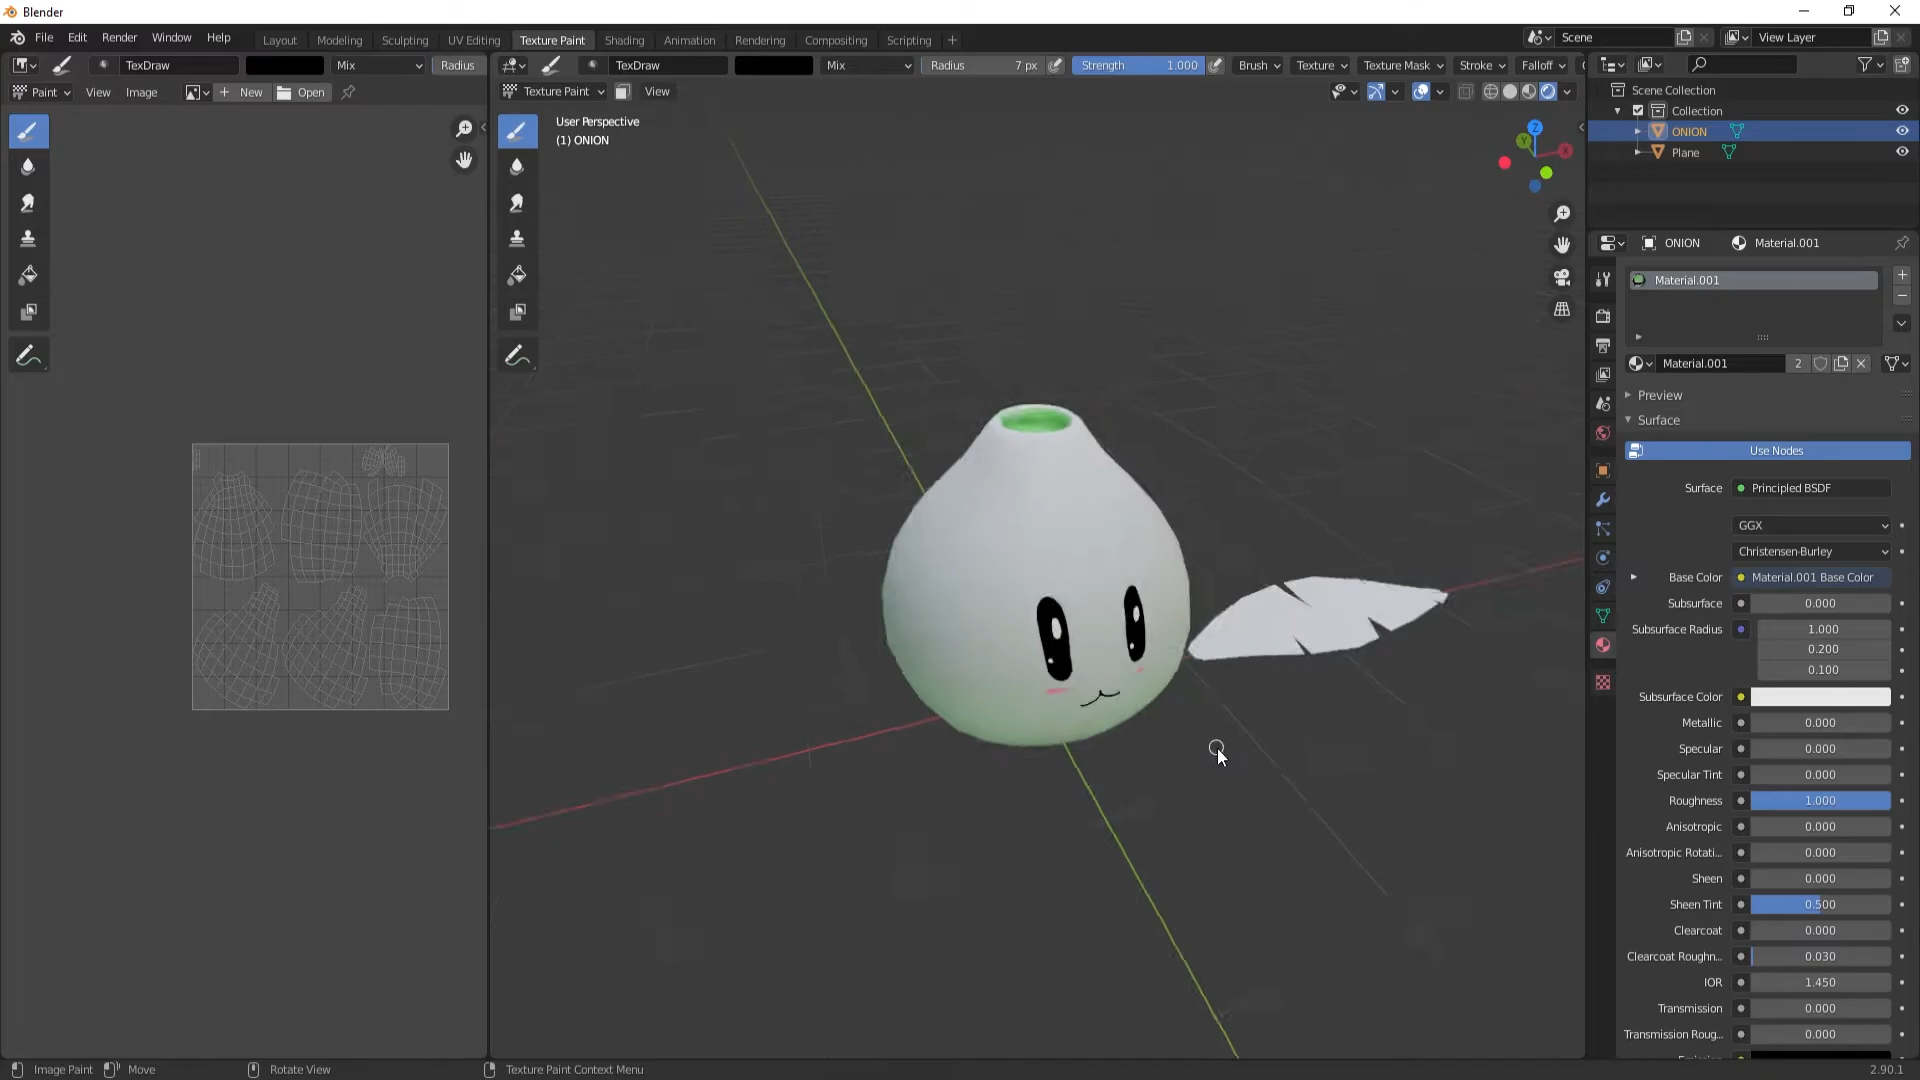 Blender
File Edit Render Window Help Layout Modeling Sculpting UV Editing Texture Paint Shading Animation Rendering Compositing Scripting + Scene View Layer
TexDraw Mix Radius TexDraw Mix Radius 7 px Strength 1.000 Brush Texture Texture Mask Stroke Falloff
Paint View Image New Open Texture Paint View
User Perspective
(1) ONION
Z
Y
X
Scene Collection
Collection
ONION
Plane
ONION Material.001
Material.001
Material.001 2
Preview
Surface
Use Nodes
Surface Principled BSDF
GGX
Christensen-Burley
Base Color Material.001 Base Color
Subsurface 0.000
Subsurface Radius 1.000
0.200
0.100
Subsurface Color
Metallic 0.000
Specular 0.000
Specular Tint 0.000
Roughness 1.000
Anisotropic 0.000
Anisotropic Rotati... 0.000
Sheen 0.000
Sheen Tint 0.500
Clearcoat 0.000
Clearcoat Roughn... 0.030
IOR 1.450
Transmission 0.000
Transmission Roug... 0.000
Image Paint Move Rotate View Texture Paint Context Menu 2.90.1